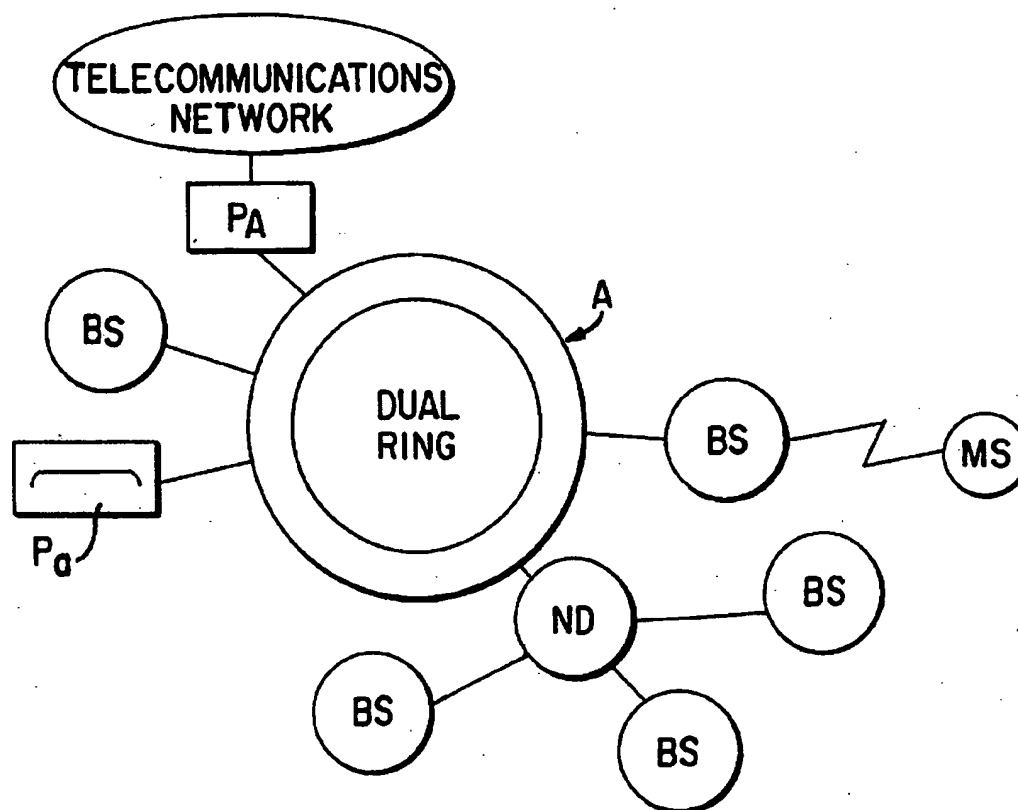 TELECOMMUNICATIONS
NETWORK
PA
A
BS
DUAL
RING
BS
MS
Pa
ND
BS
BS
BS